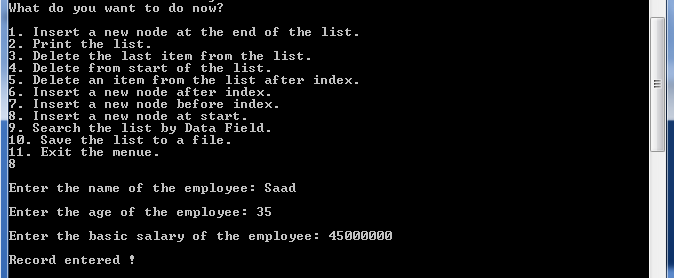 What do you want to do now?
1. Insert a new node at the end of the list.
2. Print the list.
3. Delete the last item from the list.
4. Delete from start of the list.
5. Delete an item from the list after index.
6. Insert a new node after index.
7. Insert a new node before index.
8. Insert a new node at start.
9. Search the list by Data Field.
10. Save the list to a file.
11. Exit the menue.
8
Enter the name of the employee: Saad
Enter the age of the employee: 35
Enter the basic salary of the employee: 45000000
Record entered !